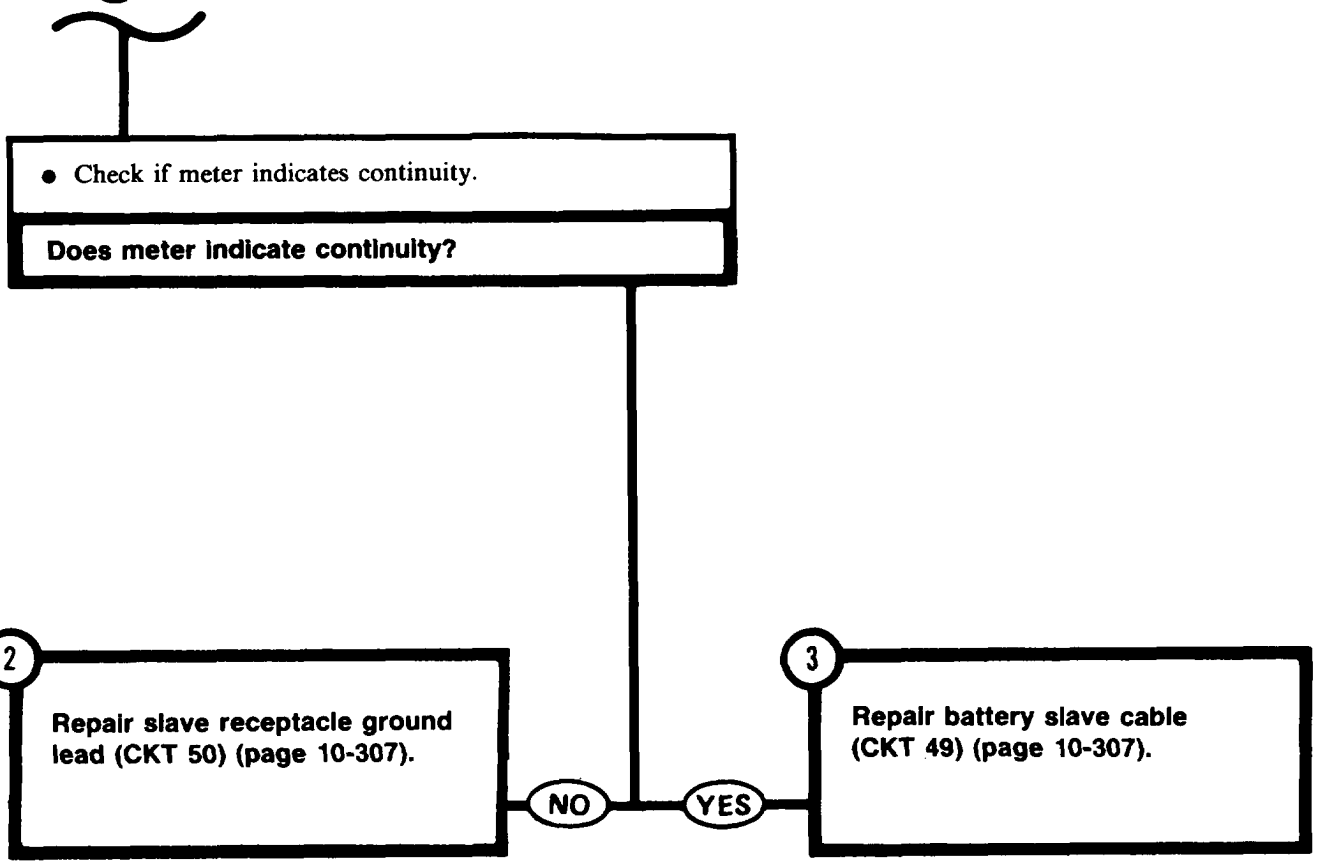 ● Check if meter indicates continuity.
Does meter indicate continuity?
2
Repair slave receptacle ground
lead (CKT 50) (page 10-307).
NO
YES
3
Repair battery slave cable
(CKT 49) (page 10-307).